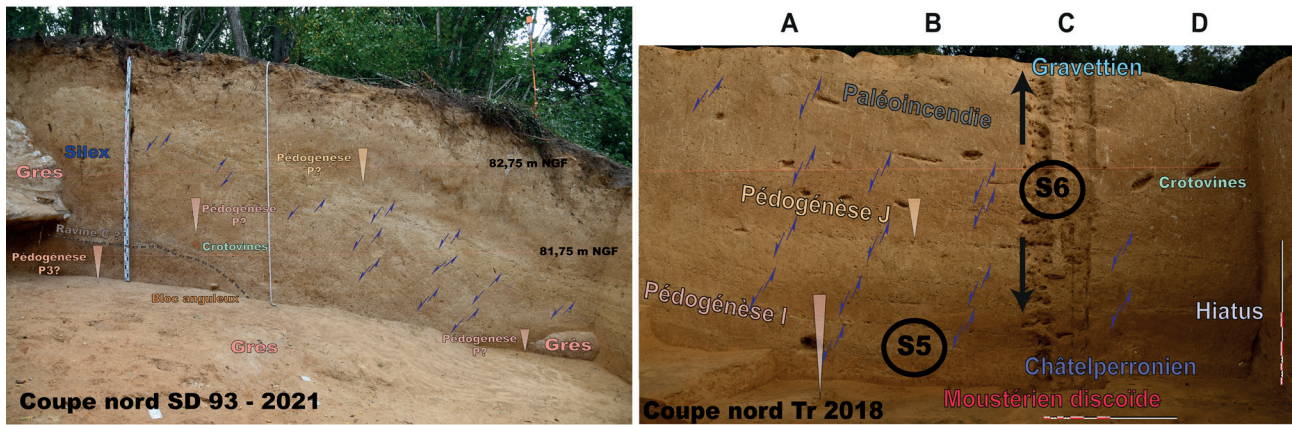 Silex
Grès
Pédogénèse
P?
82,75 m NGF
Pédogénèse
P?
Ravine C ?
Crotovines
81,75 m NGF
Pédogénèse
P3?
Bloc anguleux
Pédogénèse
P?
Grès
Grès
Coupe nord SD 93 - 2021
A B C D
Gravettien
Paléoincendie
S6
Crotovines
Pédogénèse J
Pédogénèse I
Hiatus
S5
Châtelperronien
Moustérien discoïde
Coupe nord Tr 2018